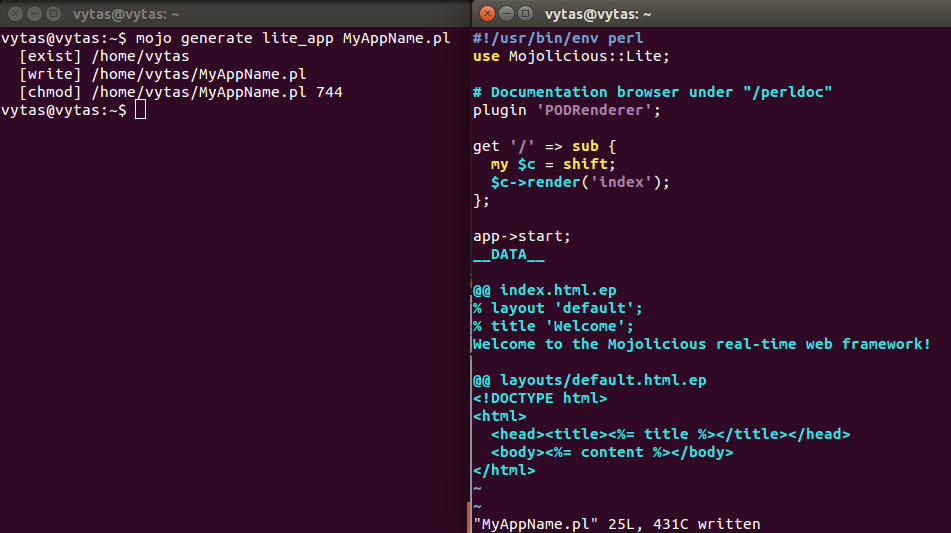 vytas@vytas: ~
vytas@vytas:~$ mojo generate lite_app MyAppName.pl
  [exist] /home/vytas
  [write] /home/vytas/MyAppName.pl
  [chmod] /home/vytas/MyAppName.pl 744
vytas@vytas:~$
vytas@vytas: ~
#!/usr/bin/env perl
use Mojolicious::Lite;

# Documentation browser under "/perldoc"
plugin 'PODRenderer';

get '/' => sub {
  my $c = shift;
  $c->render('index');
};

app->start;
__DATA__

@@ index.html.ep
% layout 'default';
% title 'Welcome';
Welcome to the Mojolicious real-time web framework!

@@ layouts/default.html.ep
<!DOCTYPE html>
<html>
  <head><title><%= title %></title></head>
  <body><%= content %></body>
</html>
~
~
"MyAppName.pl" 25L, 431C written